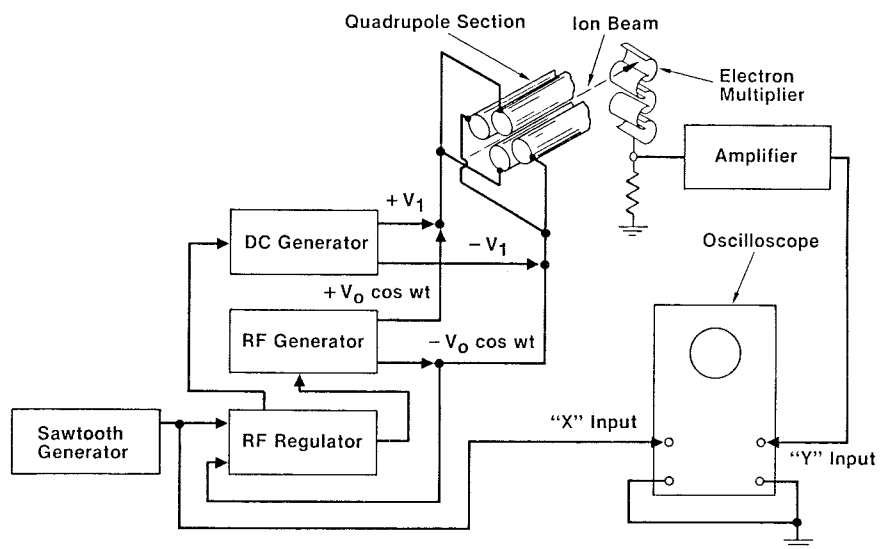 Quadrupole Section
Ion Beam
Electron
Multiplier
Amplifier
+ V1
DC Generator
– V1
Oscilloscope
+ Vo cos wt
RF Generator
– Vo cos wt
"X" Input
Sawtooth
Generator
RF Regulator
"Y" Input